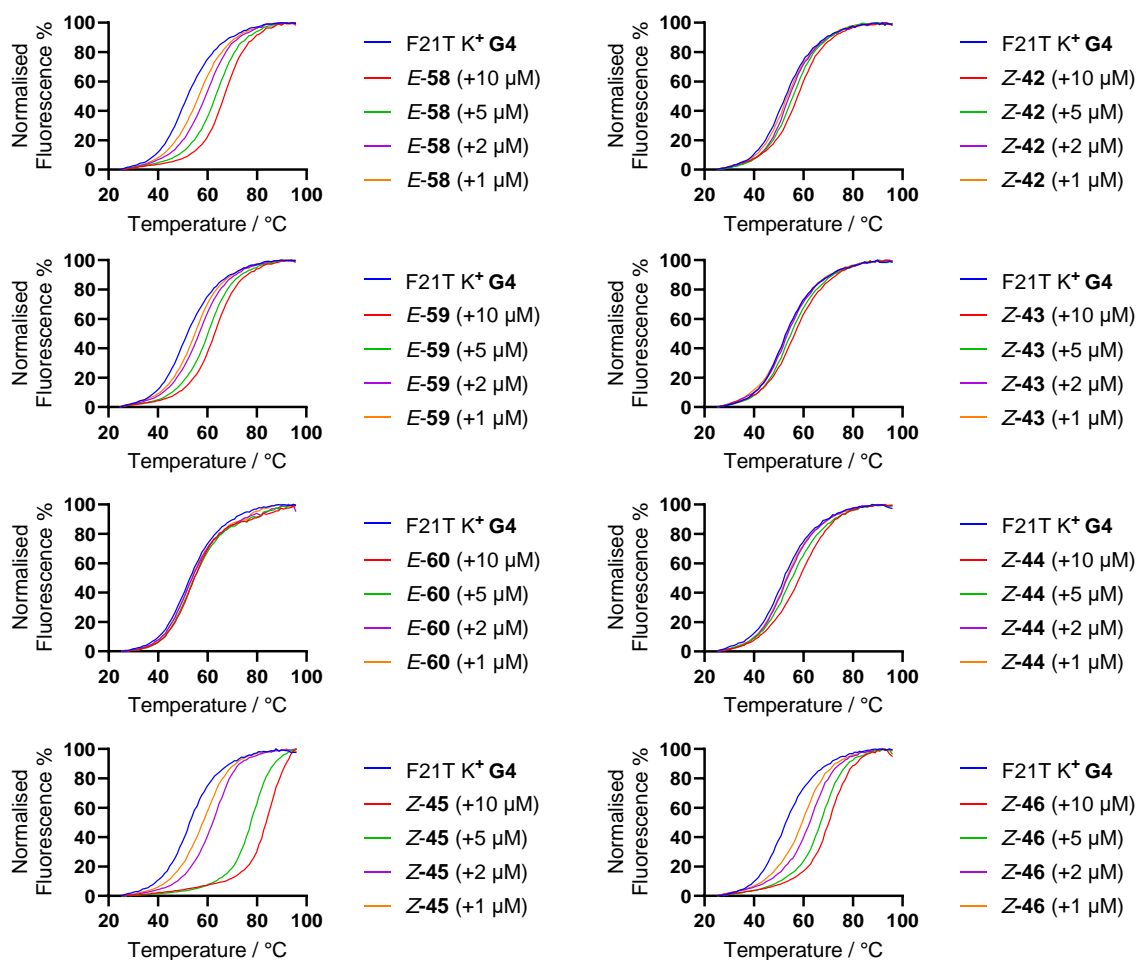 Normalised
Fluorescence %
100
80
60
40
20
0
20 40 60 80 100
Temperature / °C
F21T K⁺ G4
E-58 (+10 µM)
E-58 (+5 µM)
E-58 (+2 µM)
E-58 (+1 µM)
Normalised
Fluorescence %
100
80
60
40
20
0
20 40 60 80 100
Temperature / °C
F21T K⁺ G4
Z-42 (+10 µM)
Z-42 (+5 µM)
Z-42 (+2 µM)
Z-42 (+1 µM)
Normalised
Fluorescence %
100
80
60
40
20
0
20 40 60 80 100
Temperature / °C
F21T K⁺ G4
E-59 (+10 µM)
E-59 (+5 µM)
E-59 (+2 µM)
E-59 (+1 µM)
Normalised
Fluorescence %
100
80
60
40
20
0
20 40 60 80 100
Temperature / °C
F21T K⁺ G4
Z-43 (+10 µM)
Z-43 (+5 µM)
Z-43 (+2 µM)
Z-43 (+1 µM)
Normalised
Fluorescence %
100
80
60
40
20
0
20 40 60 80 100
Temperature / °C
F21T K⁺ G4
E-60 (+10 µM)
E-60 (+5 µM)
E-60 (+2 µM)
E-60 (+1 µM)
Normalised
Fluorescence %
100
80
60
40
20
0
20 40 60 80 100
Temperature / °C
F21T K⁺ G4
Z-44 (+10 µM)
Z-44 (+5 µM)
Z-44 (+2 µM)
Z-44 (+1 µM)
Normalised
Fluorescence %
100
80
60
40
20
0
20 40 60 80 100
Temperature / °C
F21T K⁺ G4
Z-45 (+10 µM)
Z-45 (+5 µM)
Z-45 (+2 µM)
Z-45 (+1 µM)
Normalised
Fluorescence %
100
80
60
40
20
0
20 40 60 80 100
Temperature / °C
F21T K⁺ G4
Z-46 (+10 µM)
Z-46 (+5 µM)
Z-46 (+2 µM)
Z-46 (+1 µM)